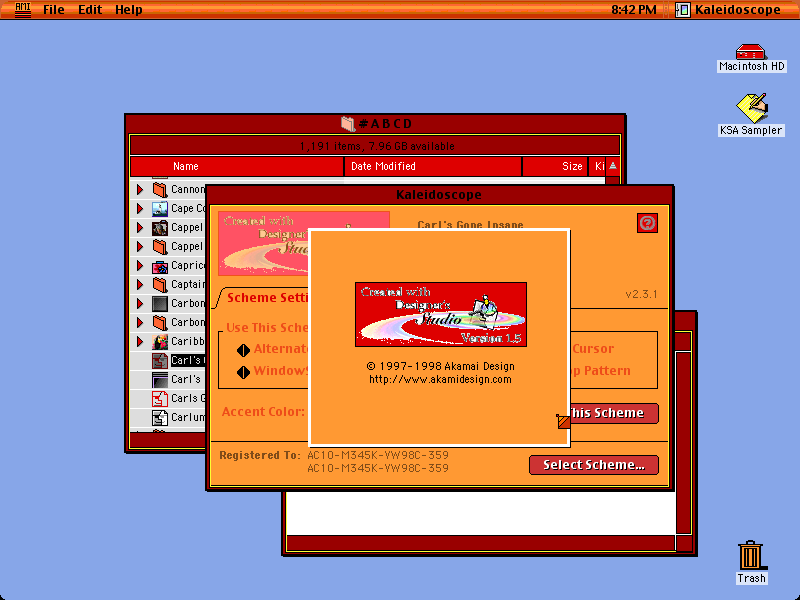 AMI File Edit Help 8:42 PM Kaleidoscope
Macintosh HD
KSA Sampler
#ABCD
1,191 items, 7.96 GB available
Name Date Modified Size Ki
Cannon
Cape Co
Cappel
Cappel
Capric
Captain
Carbon
Carbon
Caribb
Carl's
Carl's
Carls G
Carlum
Kaleidoscope
Created with
Designer's
Carl's Gone Insane
v2.3.1
Scheme Setti
Use This Sche
Alternat
Window
Cursor
Pattern
Accent Color:
This Scheme
Registered To: AC10-M345K-YW98C-359
AC10-M345K-YW98C-359
Select Scheme...
Created with
Designer's
Studio
Version 1.5
© 1997-1998 Akamai Design
http://www.akamidesign.com
Trash